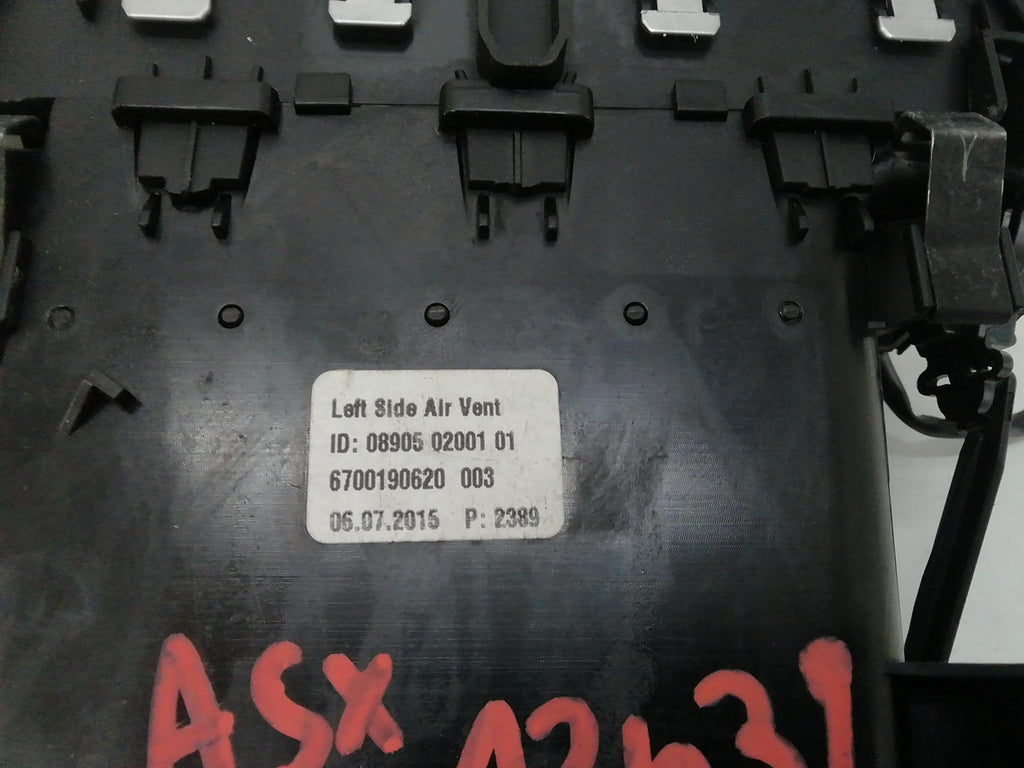 Left Side Air Vent
ID: 08905 02001 01
6700190620 003
06.07.2015 P: 2389
ASX